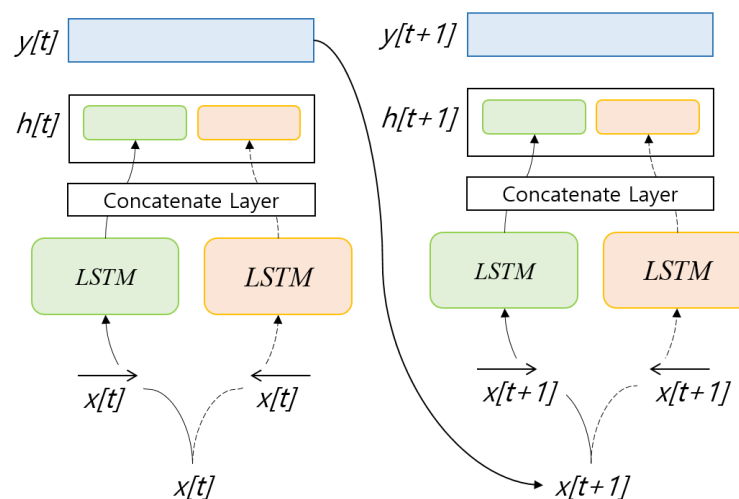 y[t]
h[t]
Concatenate Layer
LSTM
LSTM
x[t]
x[t]
x[t]
y[t+1]
h[t+1]
Concatenate Layer
LSTM
LSTM
x[t+1]
x[t+1]
x[t+1]